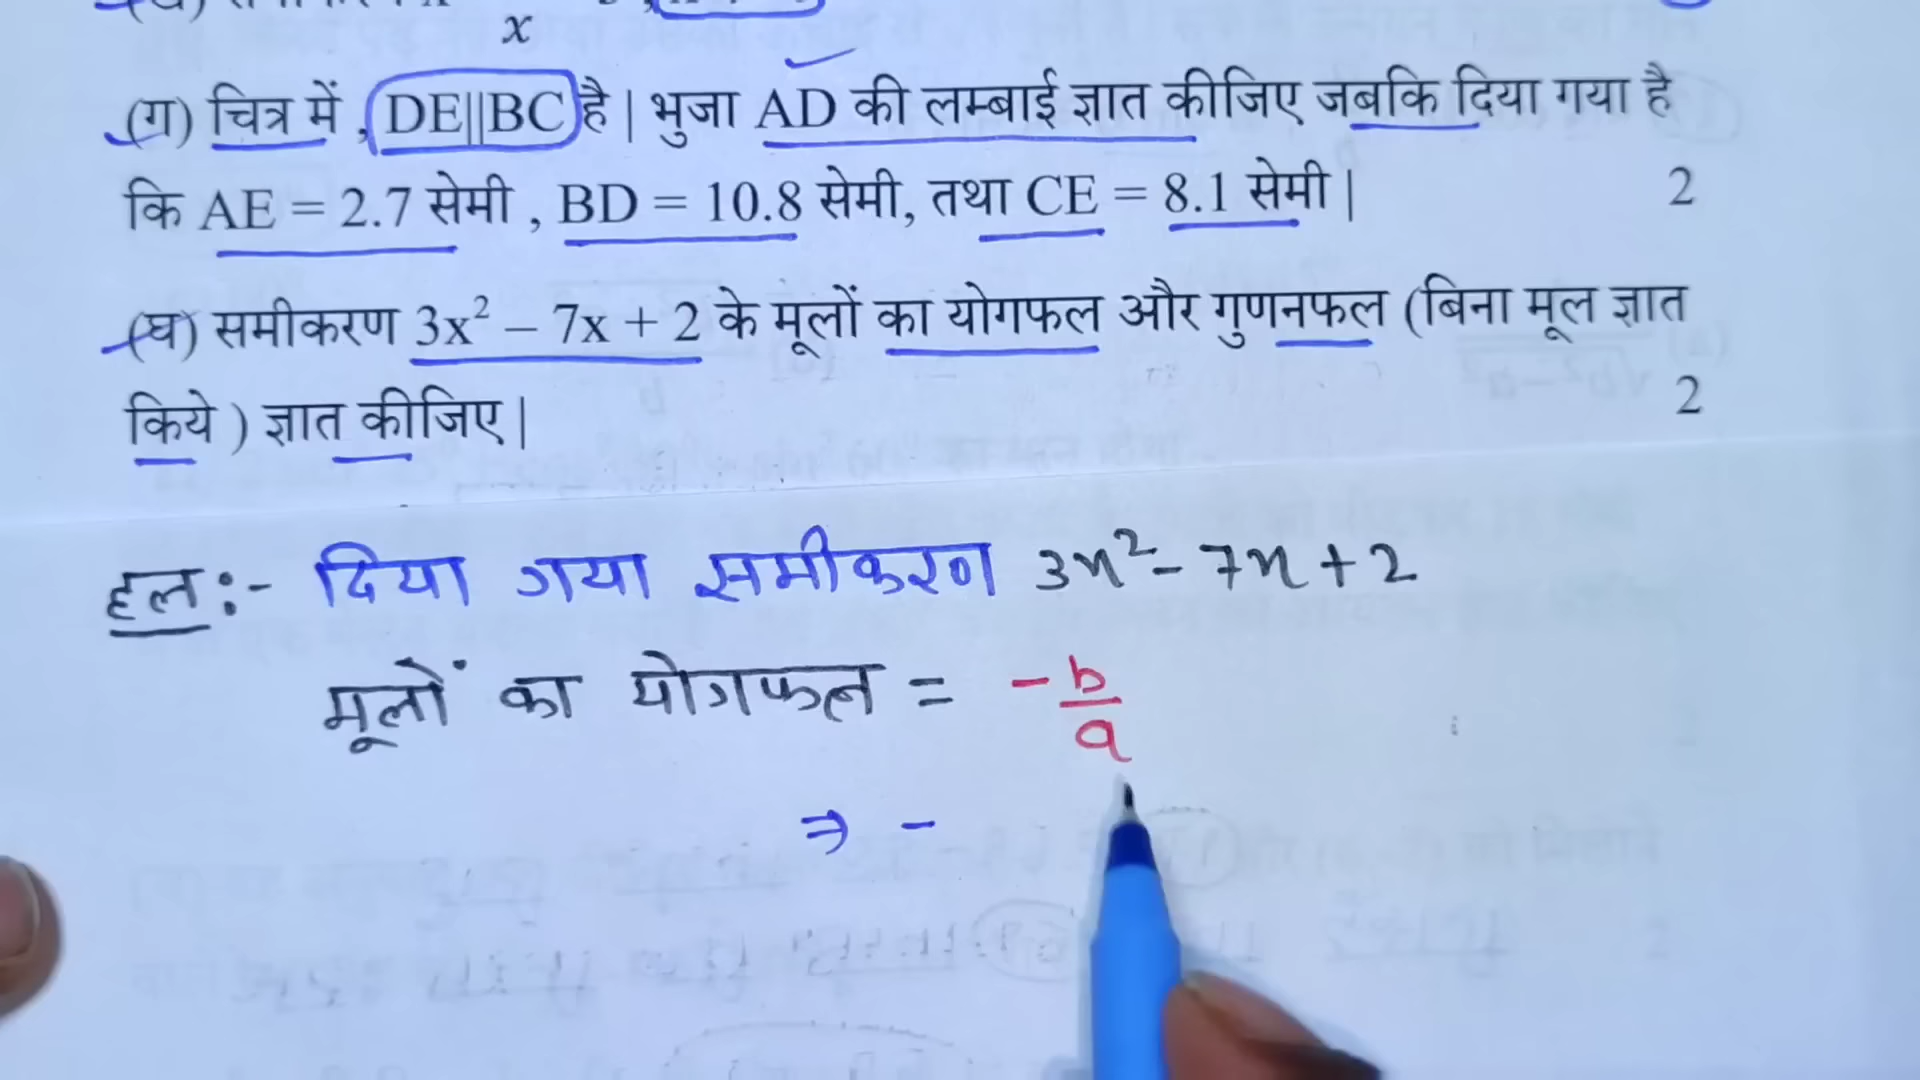 x
(ग) चित्र में , DE||BC है | भुजा AD की लम्बाई ज्ञात कीजिए जबकि दिया गया है
कि AE = 2.7 सेमी , BD = 10.8 सेमी, तथा CE = 8.1 सेमी | 2
(घ) समीकरण 3x² – 7x + 2 के मूलों का योगफल और गुणनफल (बिना मूल ज्ञात
किये ) ज्ञात कीजिए | 2
हल :- दिया गया समीकरण 3x² - 7x + 2
मूलों का योगफल = - b/a
⇒ -